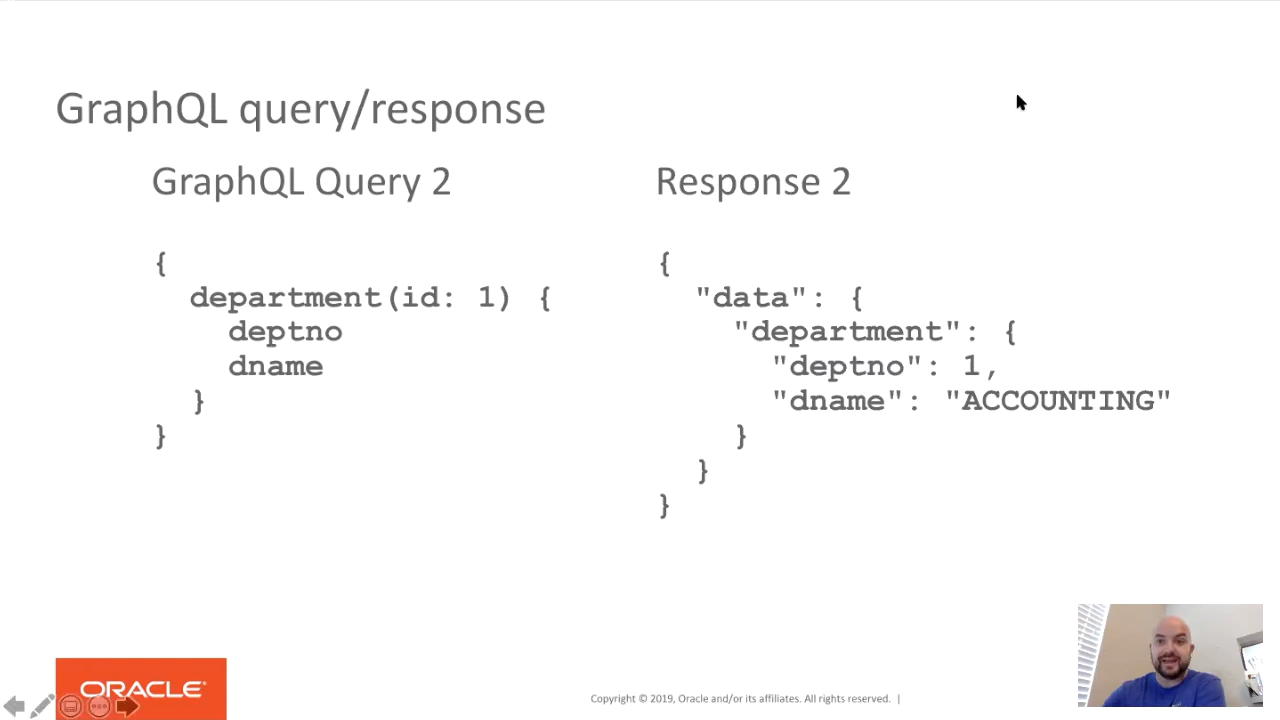 GraphQL query/response
GraphQL Query 2
{
  department(id: 1) {
    deptno
    dname
  }
}
Response 2
{
  "data": {
    "department": {
      "deptno": 1,
      "dname": "ACCOUNTING"
    }
  }
}
ORACLE®
Copyright © 2019, Oracle and/or its affiliates. All rights reserved. |